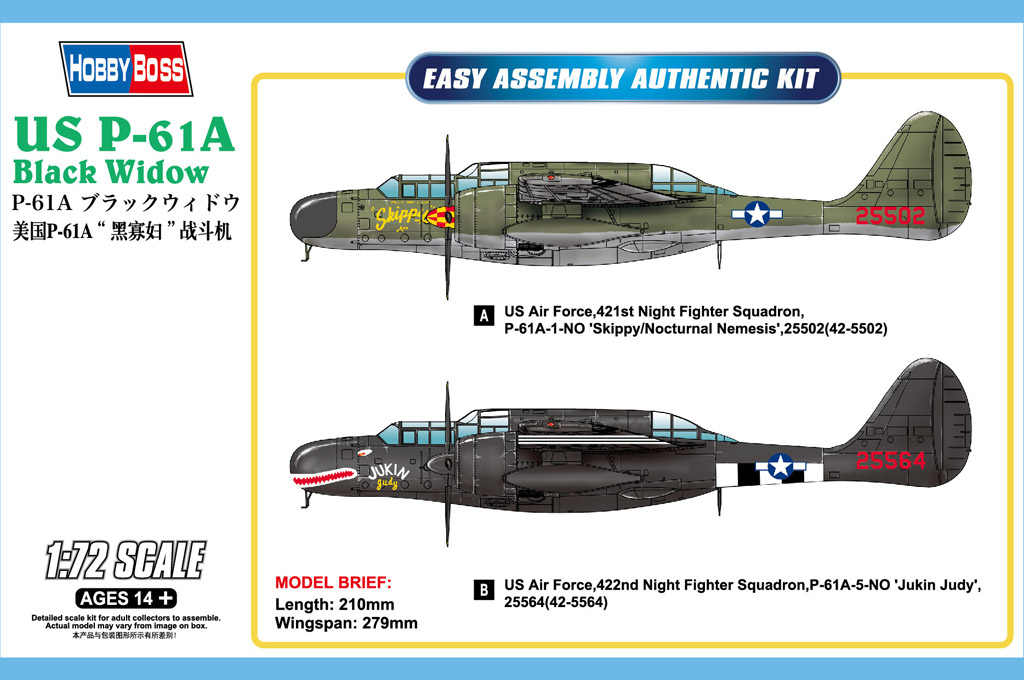 HOBBY BOSS
US P-61A
Black Widow
P-61A ブラックウィドウ
美国P-61A“黑寡妇”战斗机
EASY ASSEMBLY AUTHENTIC KIT
Skippy
25502
A
US Air Force,421st Night Fighter Squadron,
P-61A-1-NO 'Skippy/Nocturnal Nemesis',25502(42-5502)
JUKIN
Judy
25564
B
US Air Force,422nd Night Fighter Squadron,P-61A-5-NO 'Jukin Judy',
25564(42-5564)
MODEL BRIEF:
Length: 210mm
Wingspan: 279mm
1:72 SCALE
AGES 14 +
Detailed scale kit for adult collectors to assemble.
Actual model may vary from image on box.
本产品与包装图形所示有所差别!